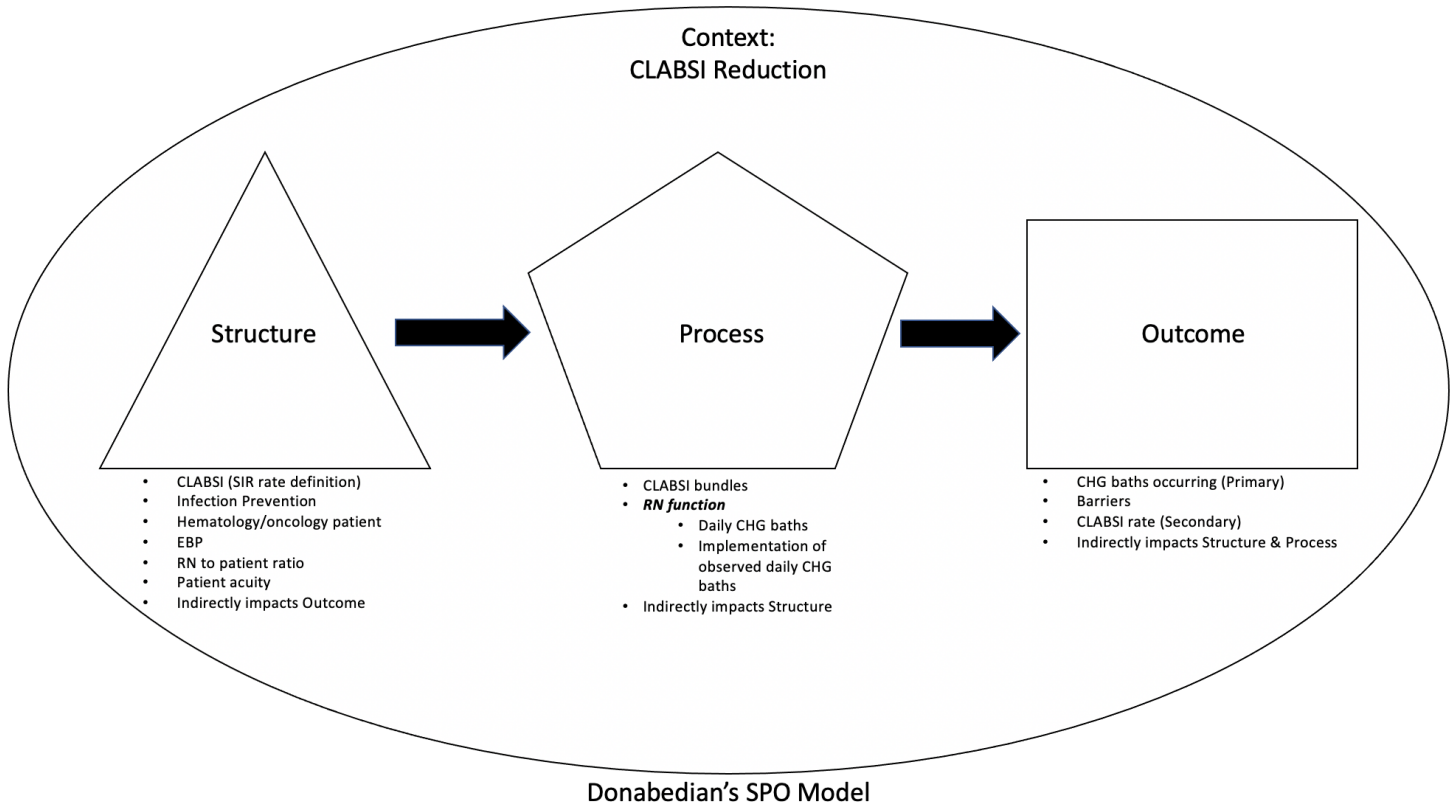 Context:
CLABSI Reduction
Structure
Process
Outcome
• CLABSI (SIR rate definition)
• Infection Prevention
• Hematology/oncology patient
• EBP
• RN to patient ratio
• Patient acuity
• Indirectly impacts Outcome
• CLABSI bundles
• RN function
• Daily CHG baths
• Implementation of
observed daily CHG
baths
• Indirectly impacts Structure
• CHG baths occurring (Primary)
• Barriers
• CLABSI rate (Secondary)
• Indirectly impacts Structure & Process
Donabedian’s SPO Model